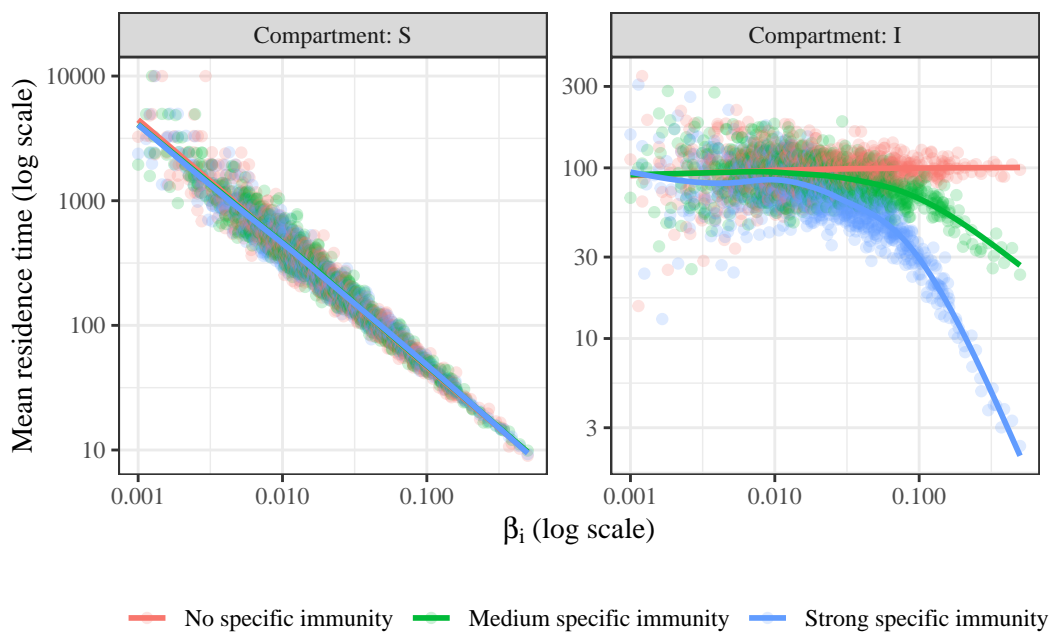 Compartment: S
Compartment: I
Mean residence time (log scale)
10000
1000
100
10
300
100
30
10
3
0.001 0.010 0.100
0.001 0.010 0.100
βi (log scale)
No specific immunity Medium specific immunity Strong specific immunity